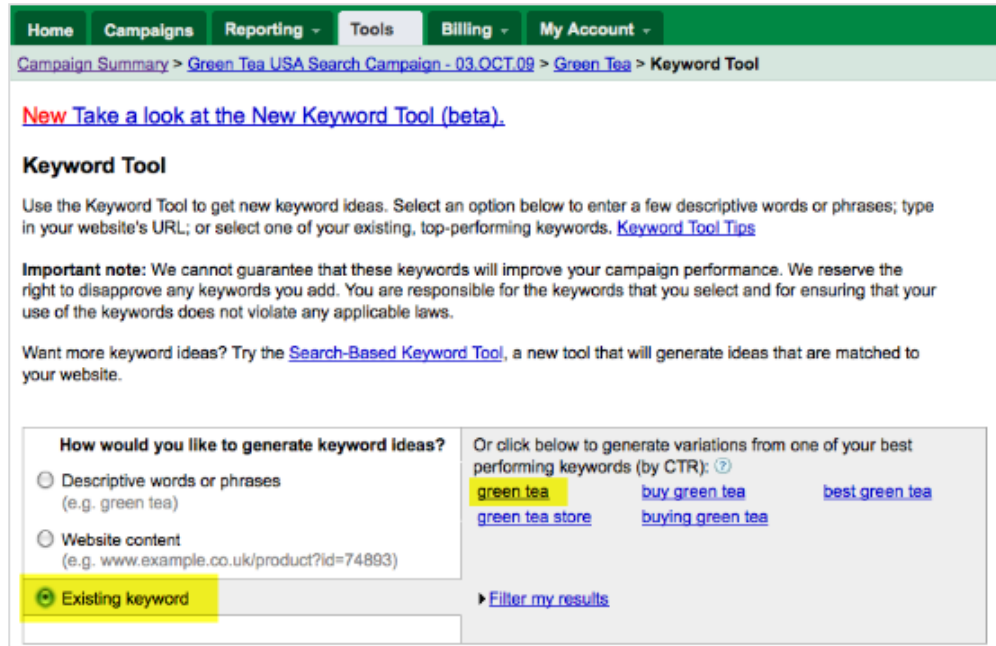 Home Campaigns Reporting Tools Billing My Account
Campaign Summary > Green Tea USA Search Campaign - 03.OCT.09 > Green Tea > Keyword Tool
New Take a look at the New Keyword Tool (beta).
Keyword Tool
Use the Keyword Tool to get new keyword ideas. Select an option below to enter a few descriptive words or phrases; type
in your website's URL; or select one of your existing, top-performing keywords. Keyword Tool Tips
Important note: We cannot guarantee that these keywords will improve your campaign performance. We reserve the
right to disapprove any keywords you add. You are responsible for the keywords that you select and for ensuring that your
use of the keywords does not violate any applicable laws.
Want more keyword ideas? Try the Search-Based Keyword Tool, a new tool that will generate ideas that are matched to
your website.
How would you like to generate keyword ideas?
Descriptive words or phrases
(e.g. green tea)
Website content
(e.g. www.example.co.uk/product?id=74893)
Existing keyword
Or click below to generate variations from one of your best
performing keywords (by CTR): ?
green tea buy green tea best green tea
green tea store buying green tea
Filter my results